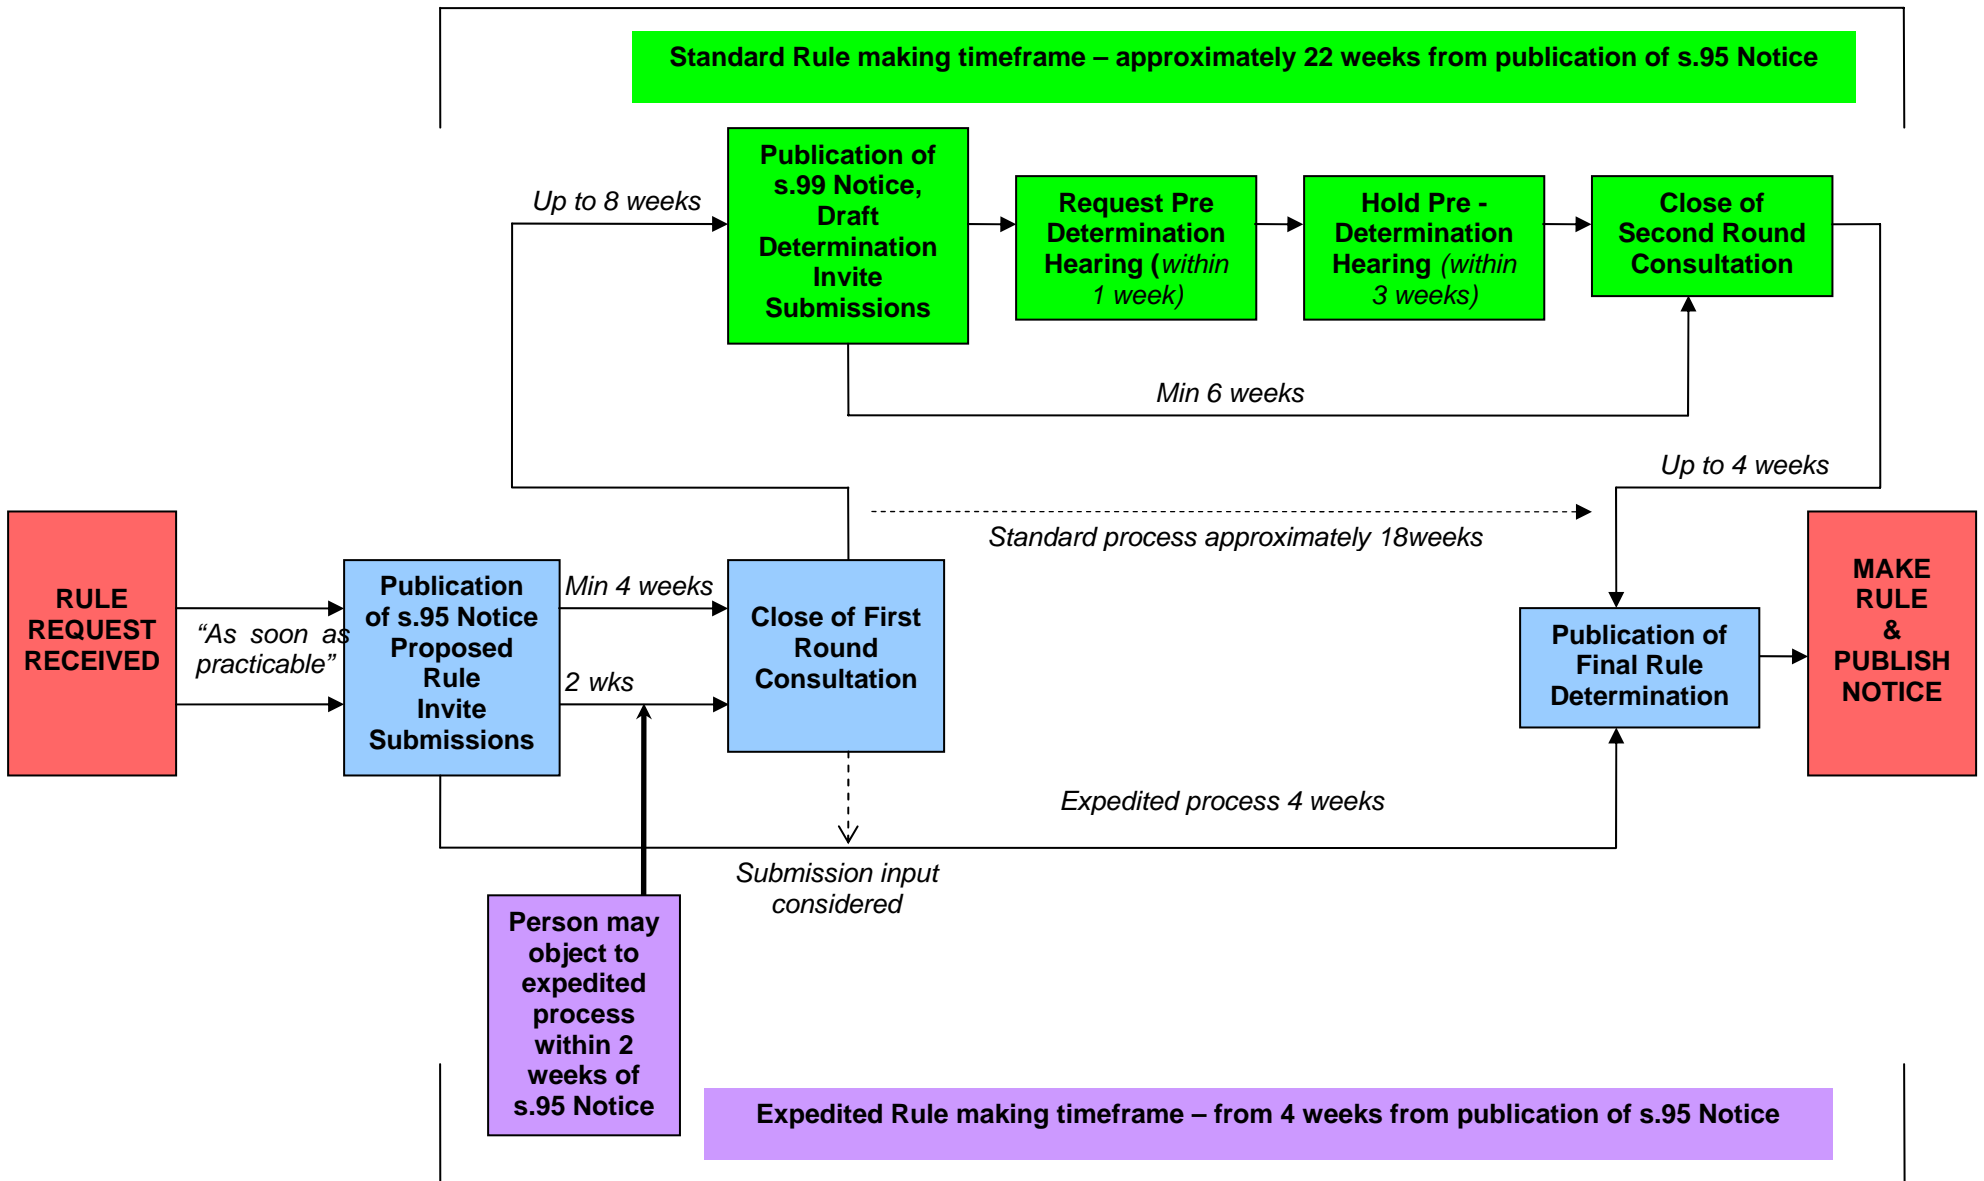 Standard Rule making timeframe – approximately 22 weeks from publication of s.95 Notice
Up to 8 weeks
Publication of
s.99 Notice,
Draft
Determination
Invite
Submissions
Request Pre
Determination
Hearing (within
1 week)
Hold Pre -
Determination
Hearing (within
3 weeks)
Close of
Second Round
Consultation
Min 6 weeks
Up to 4 weeks
Standard process approximately 18weeks
RULE
REQUEST
RECEIVED
“As soon as
practicable”
Publication
of s.95 Notice
Proposed
Rule
Invite
Submissions
Min 4 weeks
2 wks
Close of First
Round
Consultation
Publication of
Final Rule
Determination
MAKE
RULE
&
PUBLISH
NOTICE
Expedited process 4 weeks
Submission input
considered
Person may
object to
expedited
process
within 2
weeks of
s.95 Notice
Expedited Rule making timeframe – from 4 weeks from publication of s.95 Notice